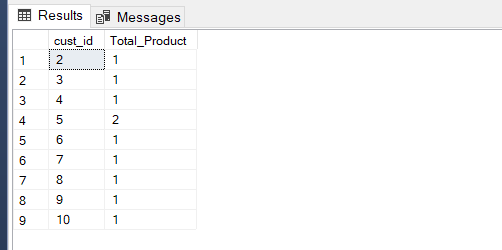 Results Messages
cust_id Total_Product
1 2 1
2 3 1
3 4 1
4 5 2
5 6 1
6 7 1
7 8 1
8 9 1
9 10 1